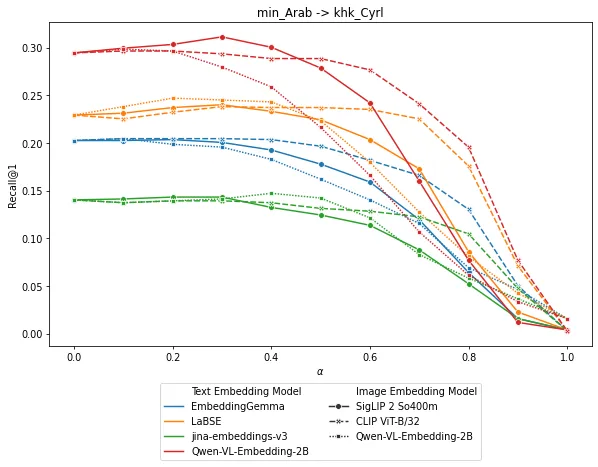 min_Arab -> khk_Cyrl
Recall@1
0.30
0.25
0.20
0.15
0.10
0.05
0.00
0.0 0.2 0.4 0.6 0.8 1.0
α
Text Embedding Model Image Embedding Model
EmbeddingGemma SigLIP 2 So400m
LaBSE CLIP ViT-B/32
jina-embeddings-v3 Qwen-VL-Embedding-2B
Qwen-VL-Embedding-2B